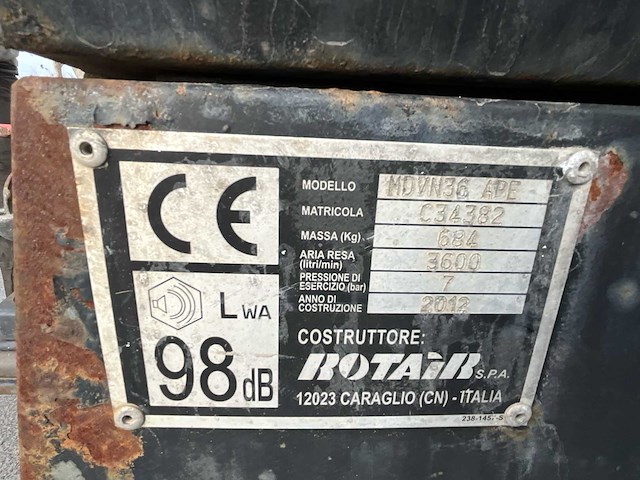 CE
MODELLO MDVN36 APE
MATRICOLA C34382
MASSA (Kg) 684
ARIA RESA (litri/min) 3600
PRESSIONE DI ESERCIZIO (bar) 7
ANNO DI COSTRUZIONE 2012
LWA
98 dB
COSTRUTTORE:
ROTAIR S.P.A.
12023 CARAGLIO (CN) - ITALIA